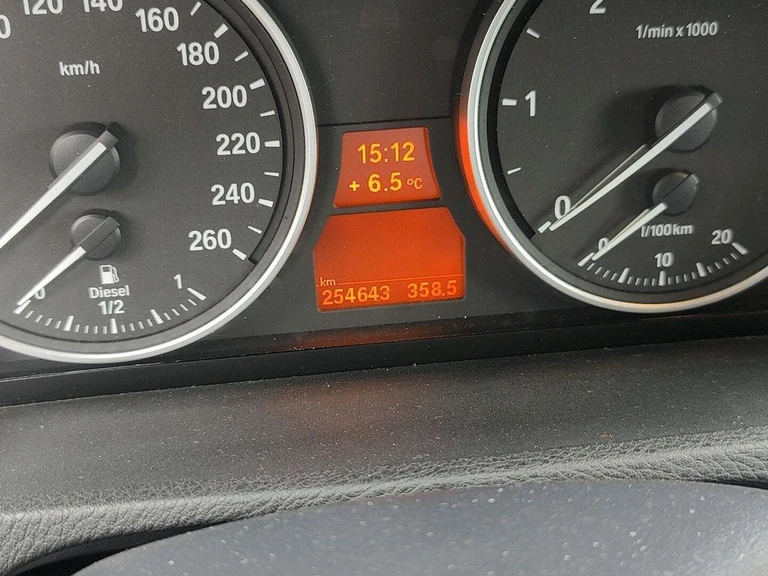 120 140 160 180 200 220 240 260
km/h
0 1/2 1
Diesel
15:12
+ 6.5 °C
km
254643 358.5
0 1 2
1/min x 1000
0 10 20
l/100km